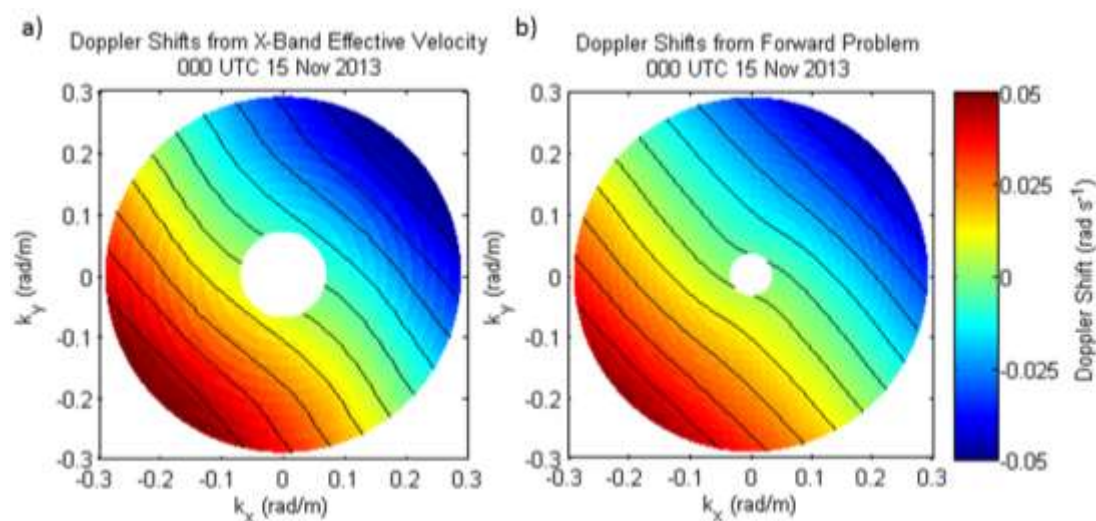 a)
Doppler Shifts from X-Band Effective Velocity
000 UTC 15 Nov 2013
0.3
0.2
0.1
0
-0.1
-0.2
-0.3
k_y (rad/m)
-0.3 -0.2 -0.1 0 0.1 0.2 0.3
k_x (rad/m)
b)
Doppler Shifts from Forward Problem
000 UTC 15 Nov 2013
0.3
0.2
0.1
0
-0.1
-0.2
-0.3
k_y (rad/m)
-0.3 -0.2 -0.1 0 0.1 0.2 0.3
k_x (rad/m)
0.05
0.025
0
-0.025
-0.05
Doppler Shift (rad s⁻¹)